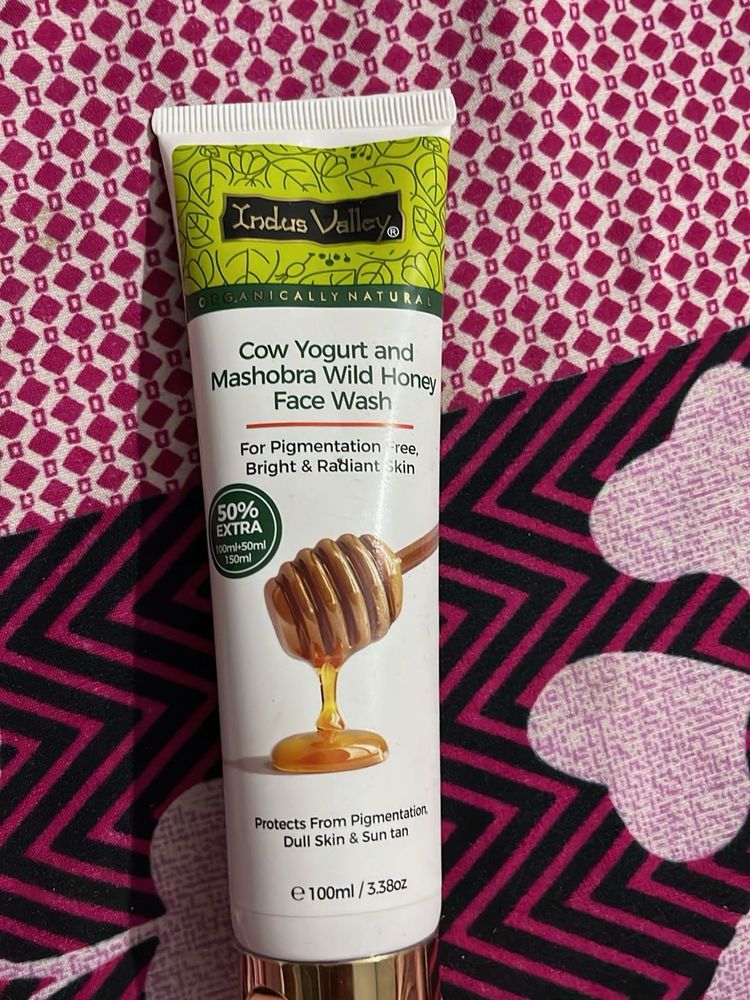 Indus Valley®
ORGANICALLY NATURAL
Cow Yogurt and
Mashobra Wild Honey
Face Wash
For Pigmentation Free,
Bright & Radiant Skin
50%
EXTRA
100ml+50ml
150ml
Protects From Pigmentation,
Dull Skin & Sun tan
℮ 100ml / 3.38oz